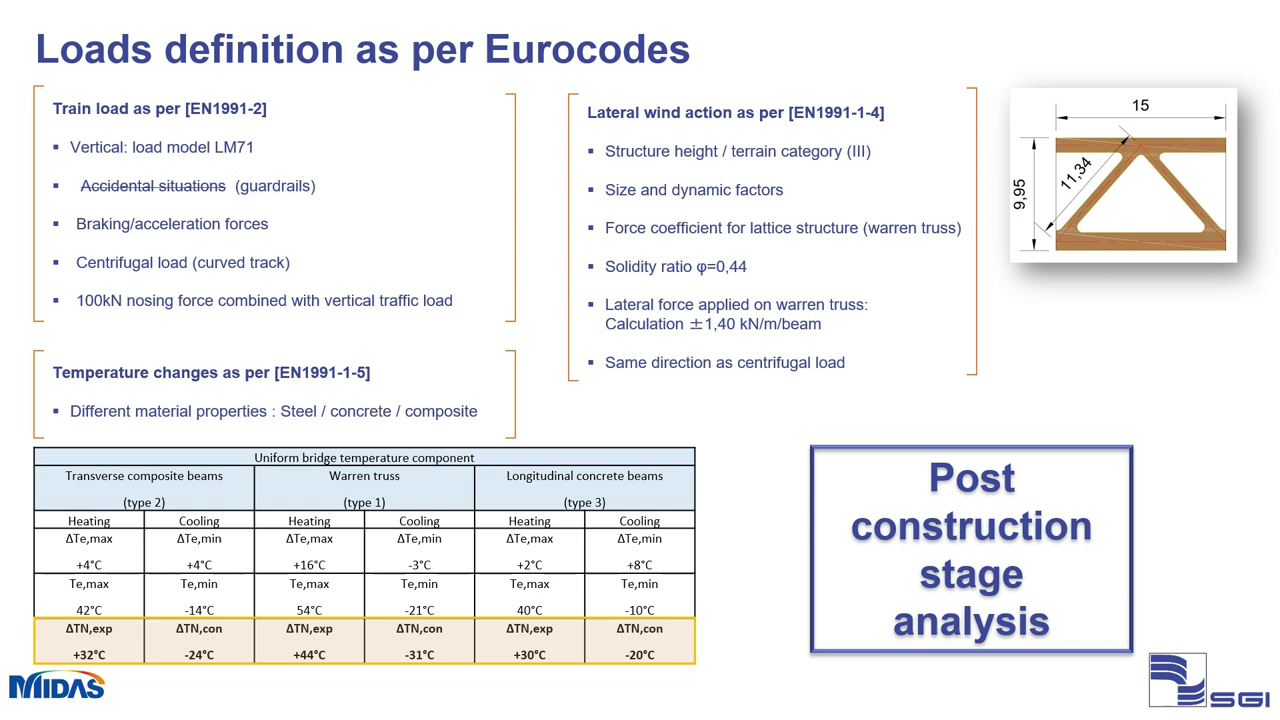 Loads definition as per Eurocodes
Train load as per [EN1991-2]
▪ Vertical: load model LM71
▪ Accidental situations (guardrails)
▪ Braking/acceleration forces
▪ Centrifugal load (curved track)
▪ 100kN nosing force combined with vertical traffic load
Temperature changes as per [EN1991-1-5]
▪ Different material properties : Steel / concrete / composite
Lateral wind action as per [EN1991-1-4]
▪ Structure height / terrain category (III)
▪ Size and dynamic factors
▪ Force coefficient for lattice structure (warren truss)
▪ Solidity ratio φ=0,44
▪ Lateral force applied on warren truss:
Calculation ±1,40 kN/m/beam
▪ Same direction as centrifugal load
15
11,34
9,95
Uniform bridge temperature component
Transverse composite beams Warren truss Longitudinal concrete beams
(type 2) (type 1) (type 3)
Heating Cooling Heating Cooling Heating Cooling
ΔTe,max ΔTe,min ΔTe,max ΔTe,min ΔTe,max ΔTe,min
+4°C +4°C +16°C -3°C +2°C +8°C
Te,max Te,min Te,max Te,min Te,max Te,min
42°C -14°C 54°C -21°C 40°C -10°C
ΔTN,exp ΔTN,con ΔTN,exp ΔTN,con ΔTN,exp ΔTN,con
+32°C -24°C +44°C -31°C +30°C -20°C
Post
construction
stage
analysis
MIDAS
SGI